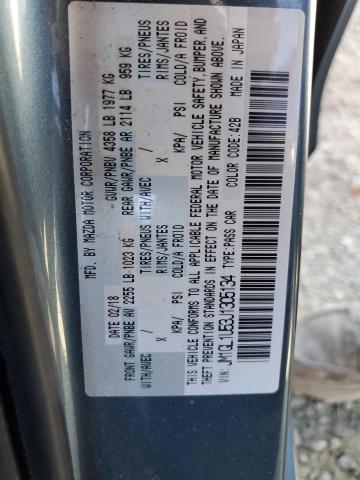 MFD. BY MAZDA MOTOR CORPORATION
DATE 02/18 GVWR/PNBV 4358 LB 1977 KG
FRONT GAWR/PNBE AV 2255 LB 1023 KG REAR GAWR/PNBE AR 2114 LB 959 KG
WITH/AVEC TIRES/PNEUS WITH/AVEC TIRES/PNEUS
X RIMS/JANTES X RIMS/JANTES
KPA/ PSI COLD/A FROID KPA/ PSI COLD/A FROID
THIS VEHICLE CONFORMS TO ALL APPLICABLE FEDERAL MOTOR VEHICLE SAFETY, BUMPER, AND
THEFT PREVENTION STANDARDS IN EFFECT ON THE DATE OF MANUFACTURE SHOWN ABOVE.
VIN: JM1GL1U53J1305134 TYPE:PASS CAR COLOR CODE:42B MADE IN JAPAN